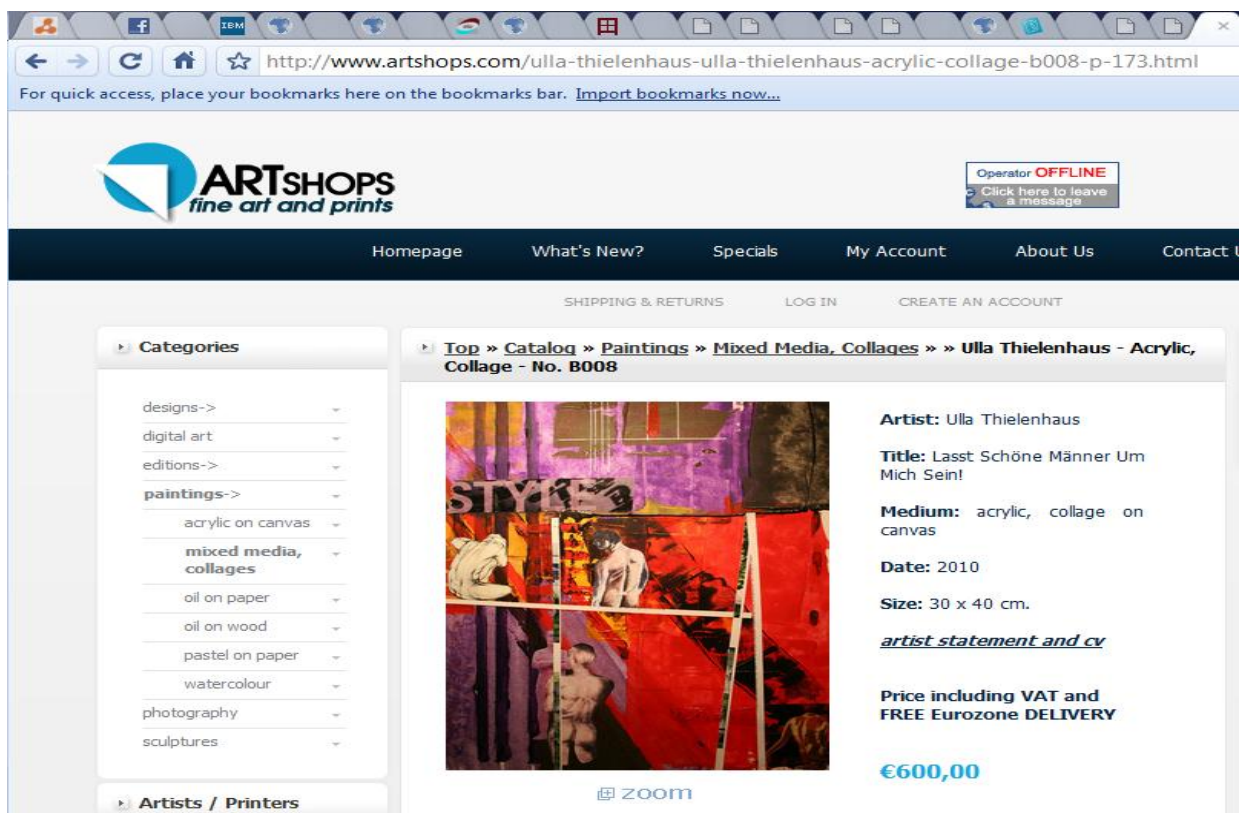 IBM
http://www.artshops.com/ulla-thielenhaus-ulla-thielenhaus-acrylic-collage-b008-p-173.html
For quick access, place your bookmarks here on the bookmarks bar. Import bookmarks now...
ARTSHOPS
fine art and prints
Operator OFFLINE
Click here to leave
a message
Homepage What's New? Specials My Account About Us Contact U
SHIPPING & RETURNS LOG IN CREATE AN ACCOUNT
Categories
designs->
digital art
editions->
paintings->
acrylic on canvas
mixed media,
collages
oil on paper
oil on wood
pastel on paper
watercolour
photography
sculptures
Artists / Printers
Top » Catalog » Paintings » Mixed Media, Collages » » Ulla Thielenhaus - Acrylic,
Collage - No. B008
STYLE
zoom
Artist: Ulla Thielenhaus
Title: Lasst Schöne Männer Um
Mich Sein!
Medium: acrylic, collage on
canvas
Date: 2010
Size: 30 x 40 cm.
artist statement and cv
Price including VAT and
FREE Eurozone DELIVERY
€600,00